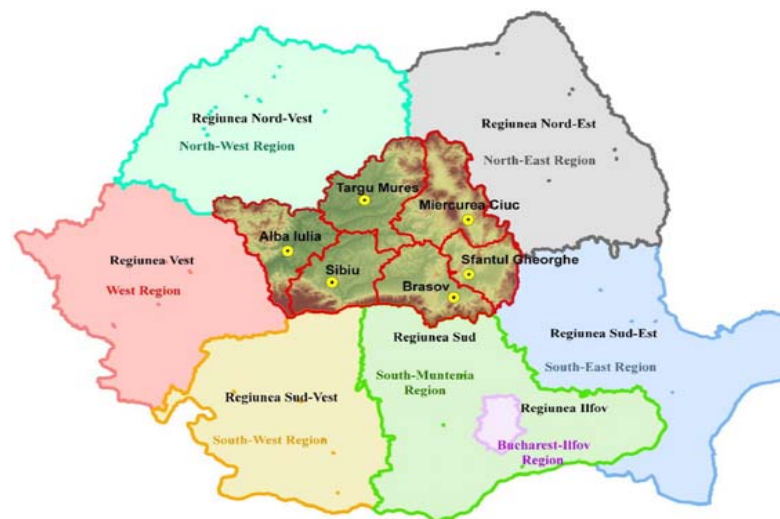 Regiunea Nord-Vest
North-West Region
Regiunea Nord-Est
North-East Region
Targu Mures
Miercurea Ciuc
Alba Iulia
Sfantul Gheorghe
Sibiu
Brasov
Regiunea Vest
West Region
Regiunea Sud
South-Muntenia
Region
Regiunea Sud-Est
South-East Region
Regiunea Sud-Vest
South-West Region
Regiunea Ilfov
Bucharest-Ilfov
Region